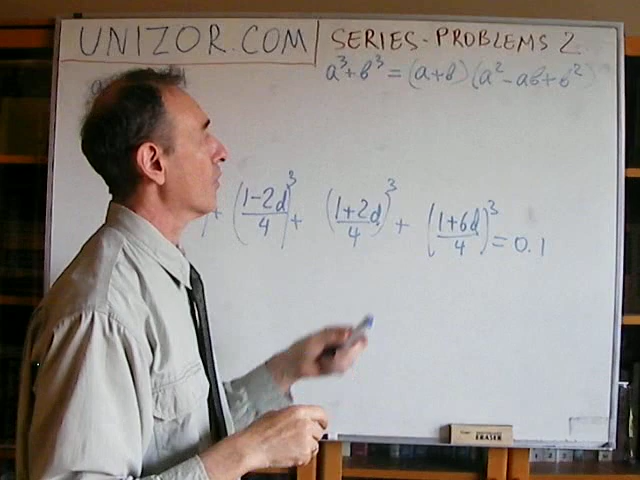 UNIZOR.COM
SERIES-PROBLEMS 2
a³+b³=(a+b)(a²-ab+b²)
+ ((1-2d)/4)³ + ((1+2d)/4)³ + ((1+6d)/4)³ = 0.1
ERASER